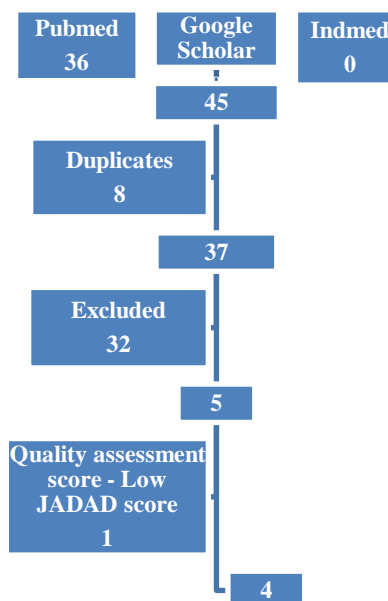 Pubmed
36
Google
Scholar
Indmed
0
45
Duplicates
8
37
Excluded
32
5
Quality assessment
score - Low
JADAD score
1
4